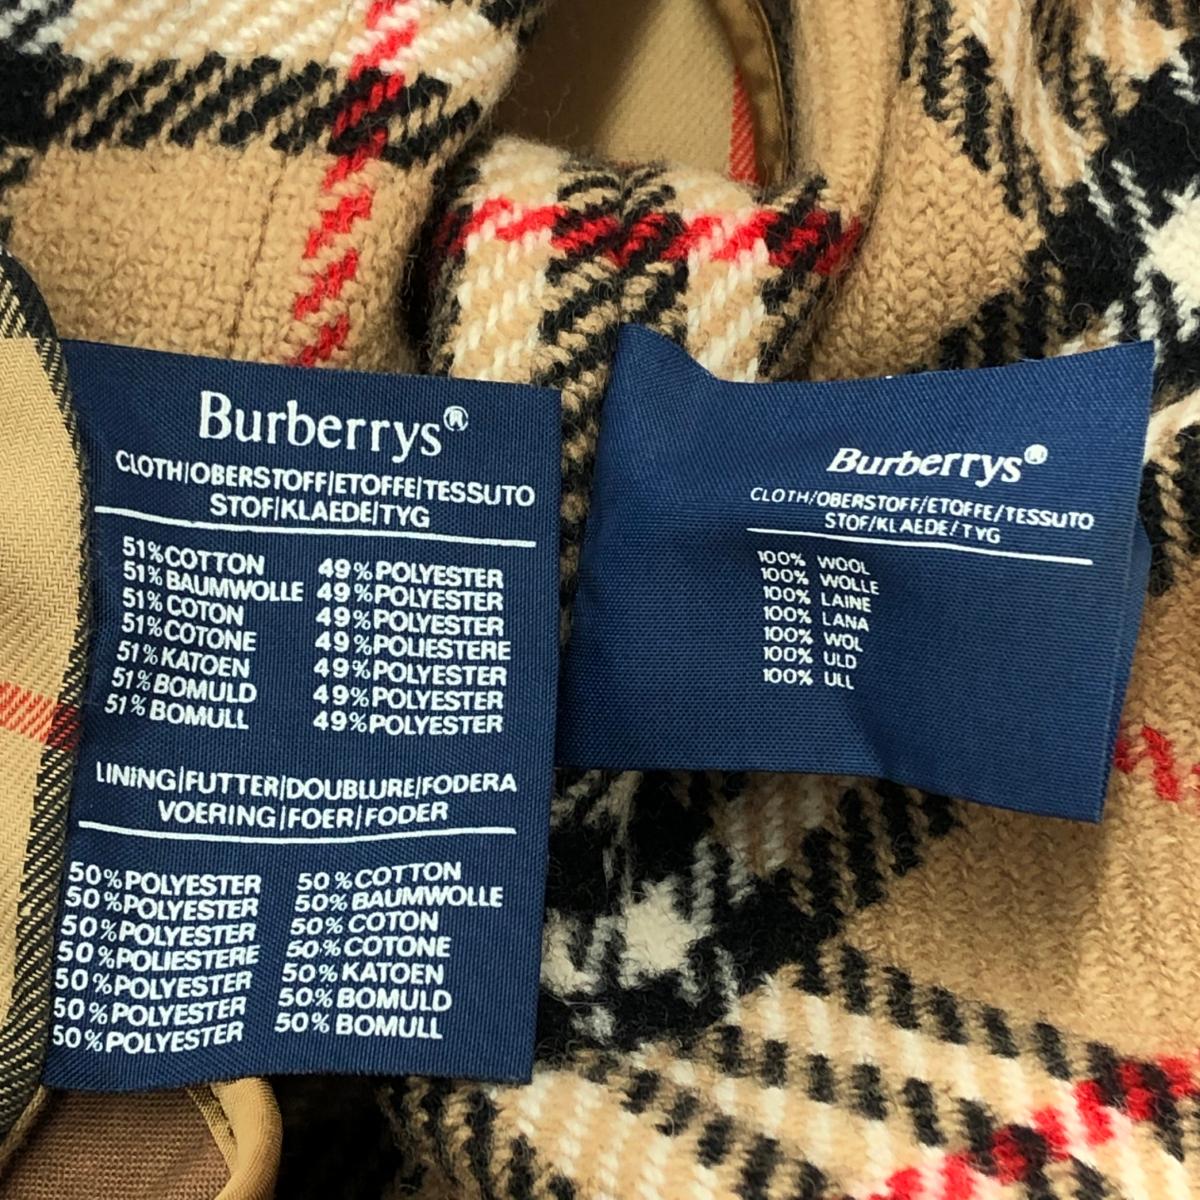 Burberrys®
CLOTH/OBERSTOFF/ETOFFE/TESSUTO
STOF/KLAEDE/TYG
51%COTTON 49%POLYESTER
51%BAUMWOLLE 49%POLYESTER
51%COTON 49%POLYESTER
51%COTONE 49%POLIESTERE
51%KATOEN 49%POLYESTER
51%BOMULD 49%POLYESTER
51%BOMULL 49%POLYESTER
LINING/FUTTER/DOUBLURE/FODERA
VOERING/FOER/FODER
50%POLYESTER 50%COTTON
50%POLYESTER 50%BAUMWOLLE
50%POLYESTER 50%COTON
50%POLIESTERE 50%COTONE
50%POLYESTER 50%KATOEN
50%POLYESTER 50%BOMULD
50%POLYESTER 50%BOMULL
Burberrys®
CLOTH/OBERSTOFF/ETOFFE/TESSUTO
STOF/KLAEDE/TYG
100% WOOL
100% WOLLE
100% LAINE
100% LANA
100% WOL
100% ULD
100% ULL